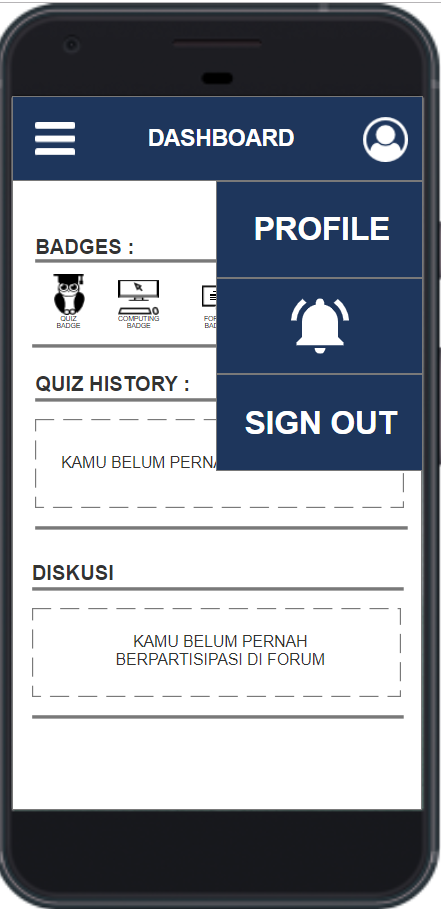 DASHBOARD
PROFILE
BADGES :
QUIZ
BADGE
COMPUTING
BADGE
QUIZ HISTORY :
SIGN OUT
KAMU BELUM
DISKUSI
KAMU BELUM PERNAH
BERPARTISIPASI DI FORUM